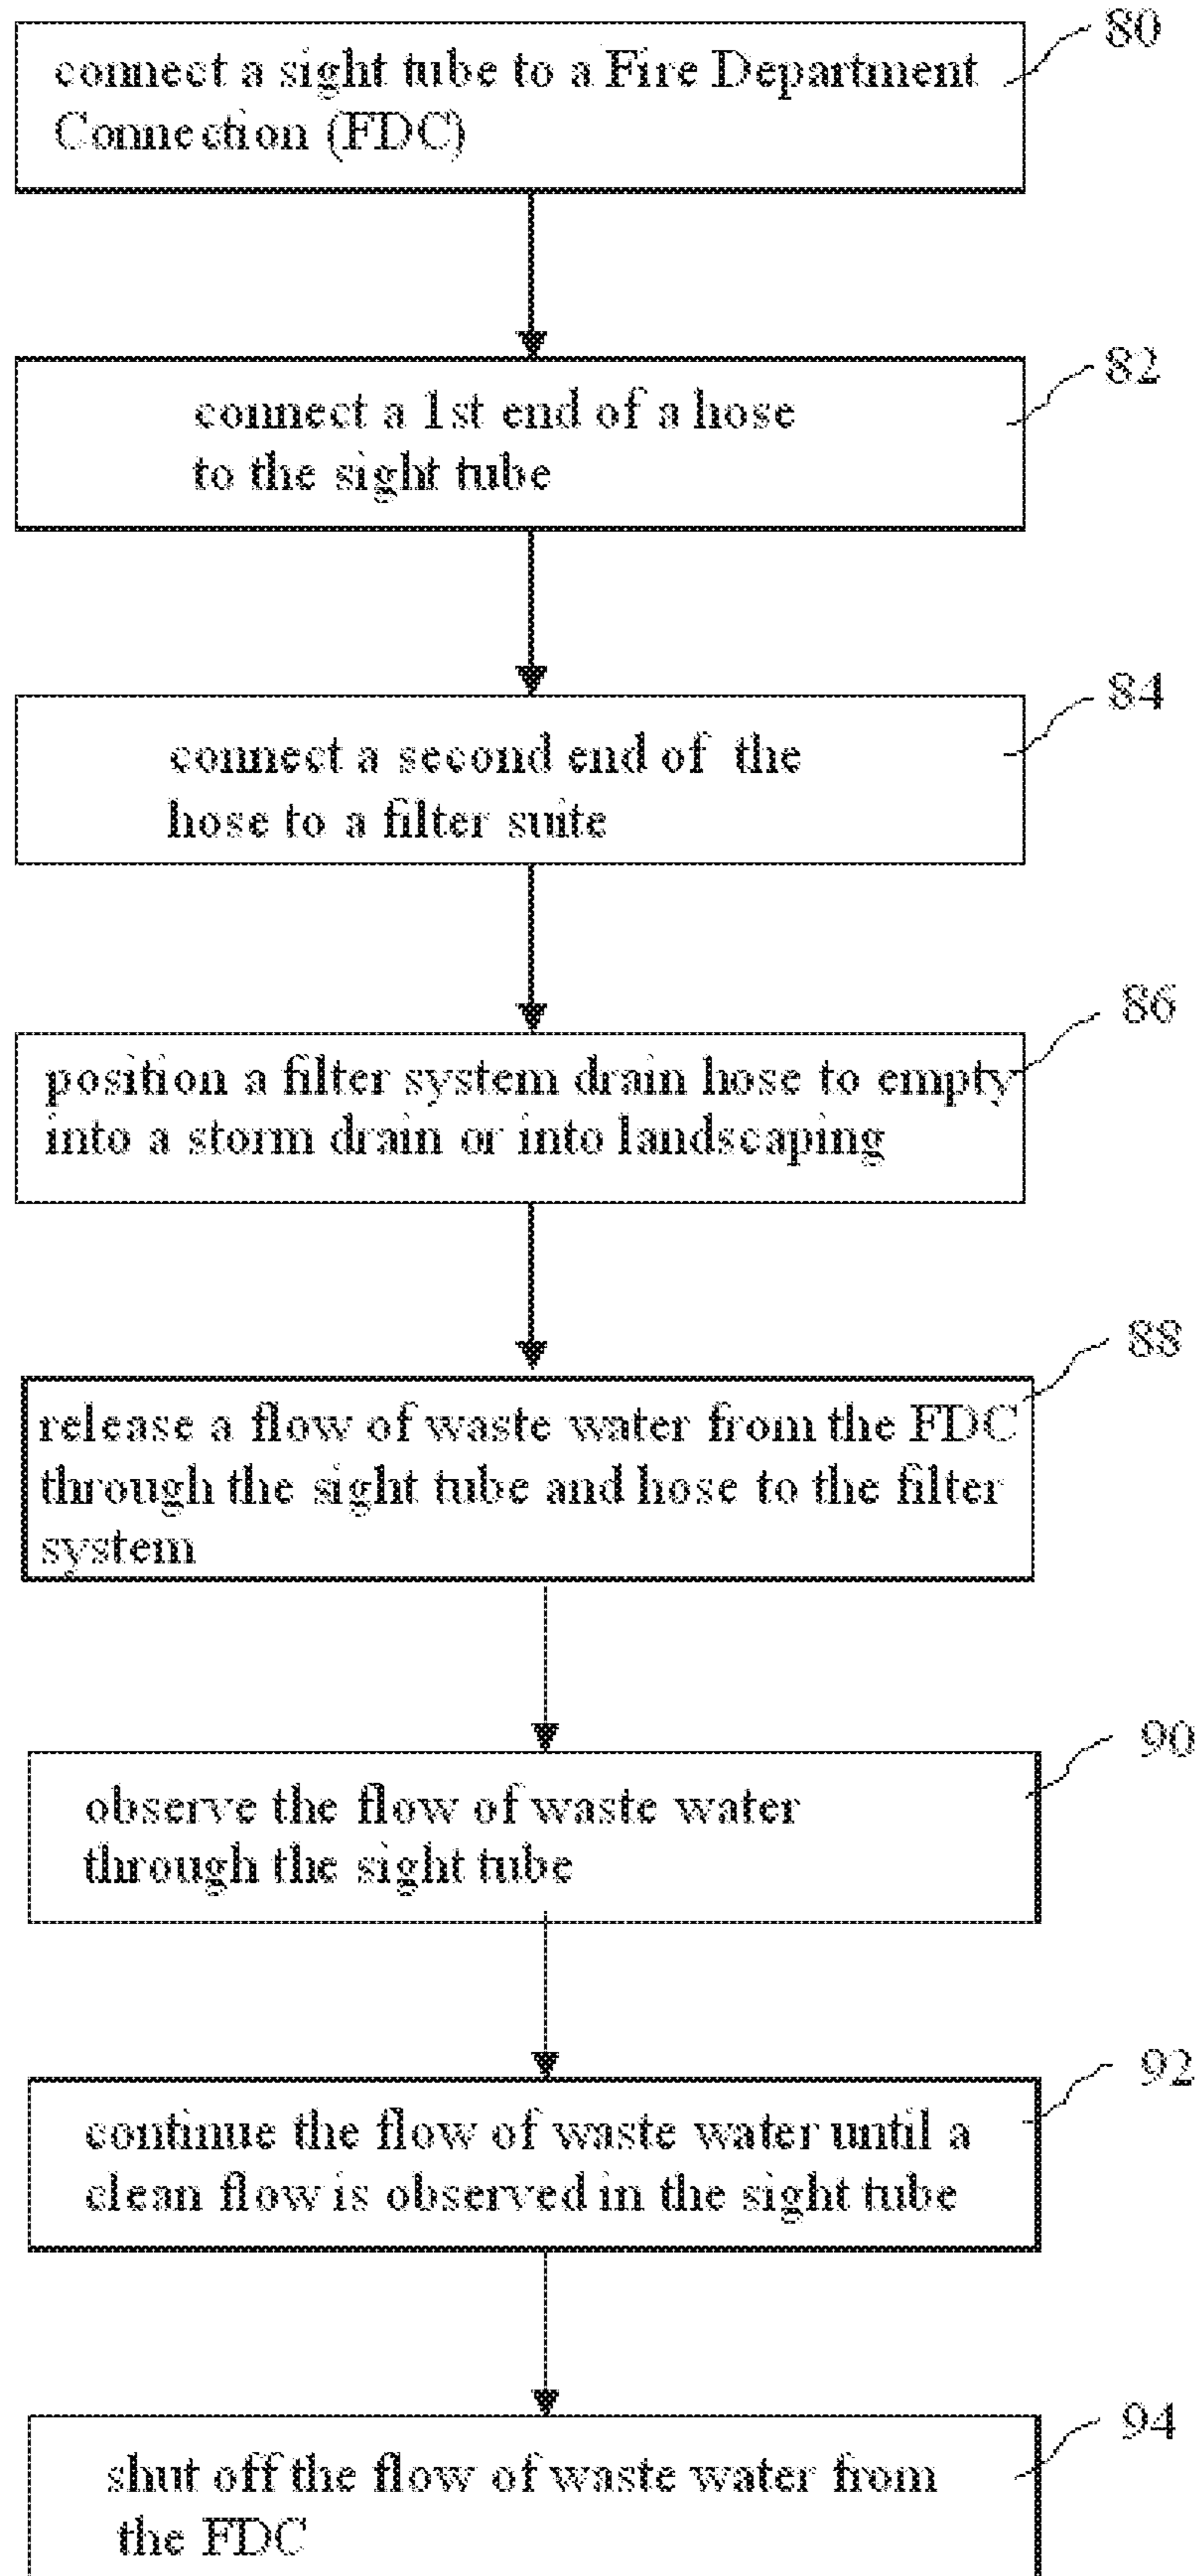 80
connect a sight tube to a Fire Department
Connection (FDC)
82
connect a 1st end of a hose
to the sight tube
84
connect a second end of the
hose to a filter suite
86
position a filter system drain hose to empty
into a storm drain or into landscaping
88
release a flow of waste water from the FDC
through the sight tube and hose to the filter
system
90
observe the flow of waste water
through the sight tube
92
continue the flow of waste water until a
clean flow is observed in the sight tube
94
shut off the flow of waste water from
the FDC